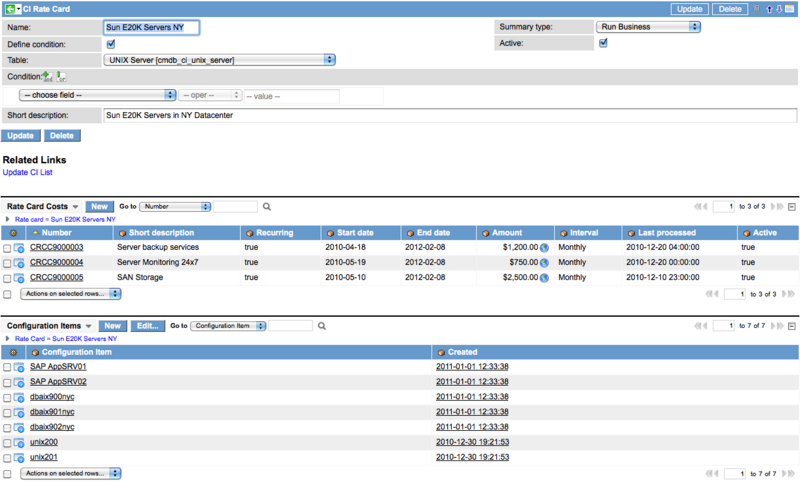 CI Rate Card Update Delete
Name: Sun E20K Servers NY Summary type: Run Business
Define condition: Active:
Table: UNIX Server [cmdb_ci_unix_server]
Condition:
-- choose field -- -- oper -- -- value --
Short description: Sun E20K Servers in NY Datacenter
Update Delete
Related Links
Update CI List
Rate Card Costs New Go to Number 1 to 3 of 3
Rate card = Sun E20K Servers NY
Number Short description Recurring Start date End date Amount Interval Last processed Active
CRCC9000003 Server backup services true 2010-04-18 2012-02-08 $1,200.00 Monthly 2010-12-20 04:00:00 true
CRCC9000004 Server Monitoring 24x7 true 2010-05-19 2012-02-08 $750.00 Monthly 2010-12-20 00:00:00 true
CRCC9000005 SAN Storage true 2010-05-10 2012-02-08 $2,500.00 Monthly 2010-12-10 23:00:00 true
Actions on selected rows... 1 to 3 of 3
Configuration Items New Edit... Go to Configuration Item 1 to 7 of 7
Rate Card = Sun E20K Servers NY
Configuration Item Created
SAP AppSRV01 2011-01-01 12:33:38
SAP AppSRV02 2011-01-01 12:33:38
dbaix900nyc 2011-01-01 12:33:38
dbaix901nyc 2011-01-01 12:33:38
dbaix902nyc 2011-01-01 12:33:38
unix200 2010-12-30 19:21:53
unix201 2010-12-30 19:21:53
Actions on selected rows... 1 to 7 of 7